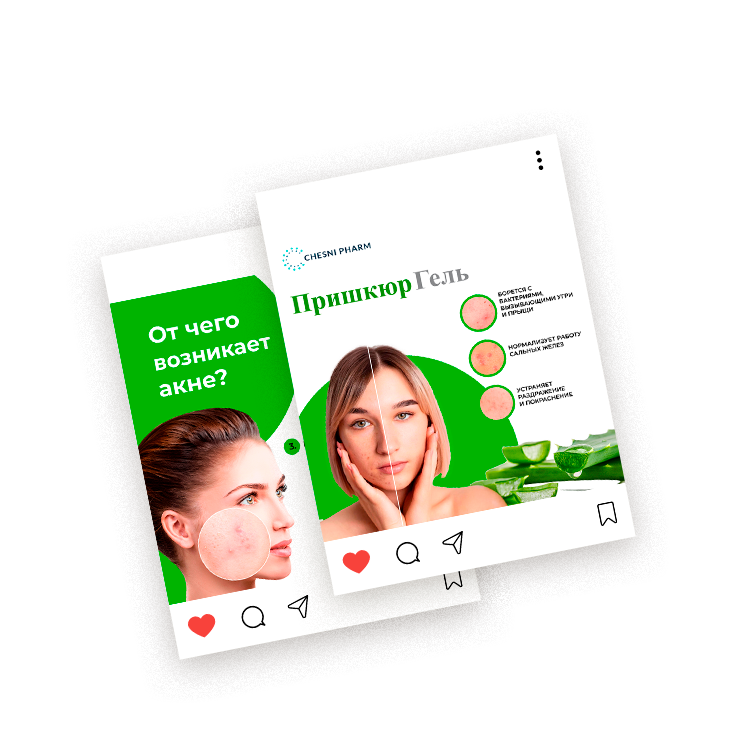 CHESNI PHARM
Пришкюр Гель
БОРЕТСЯ С
БАКТЕРИЯМИ,
ВЫЗЫВАЮЩИМИ УГРИ
И ПРЫЩИ
НОРМАЛИЗУЕТ РАБОТУ
САЛЬНЫХ ЖЕЛЕЗ
УСТРАНЯЕТ
РАЗДРАЖЕНИЕ
И ПОКРАСНЕНИЕ
От чего
возникает
акне?
3.